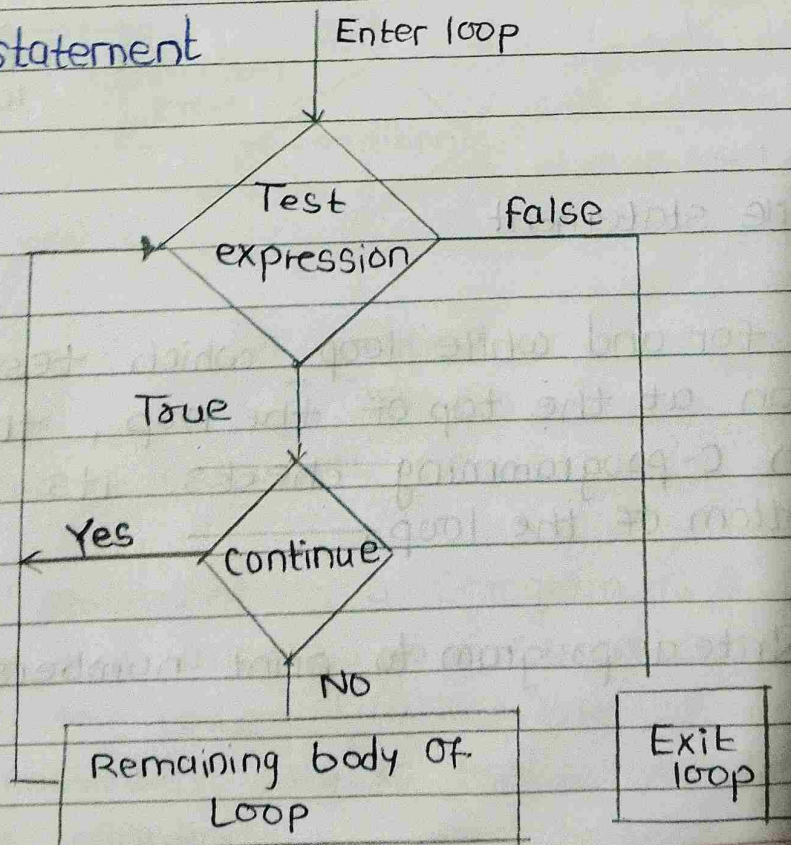 statement
Enter loop
Test
expression
false
True
Yes
continue
NO
Remaining body of
Loop
Exit
loop